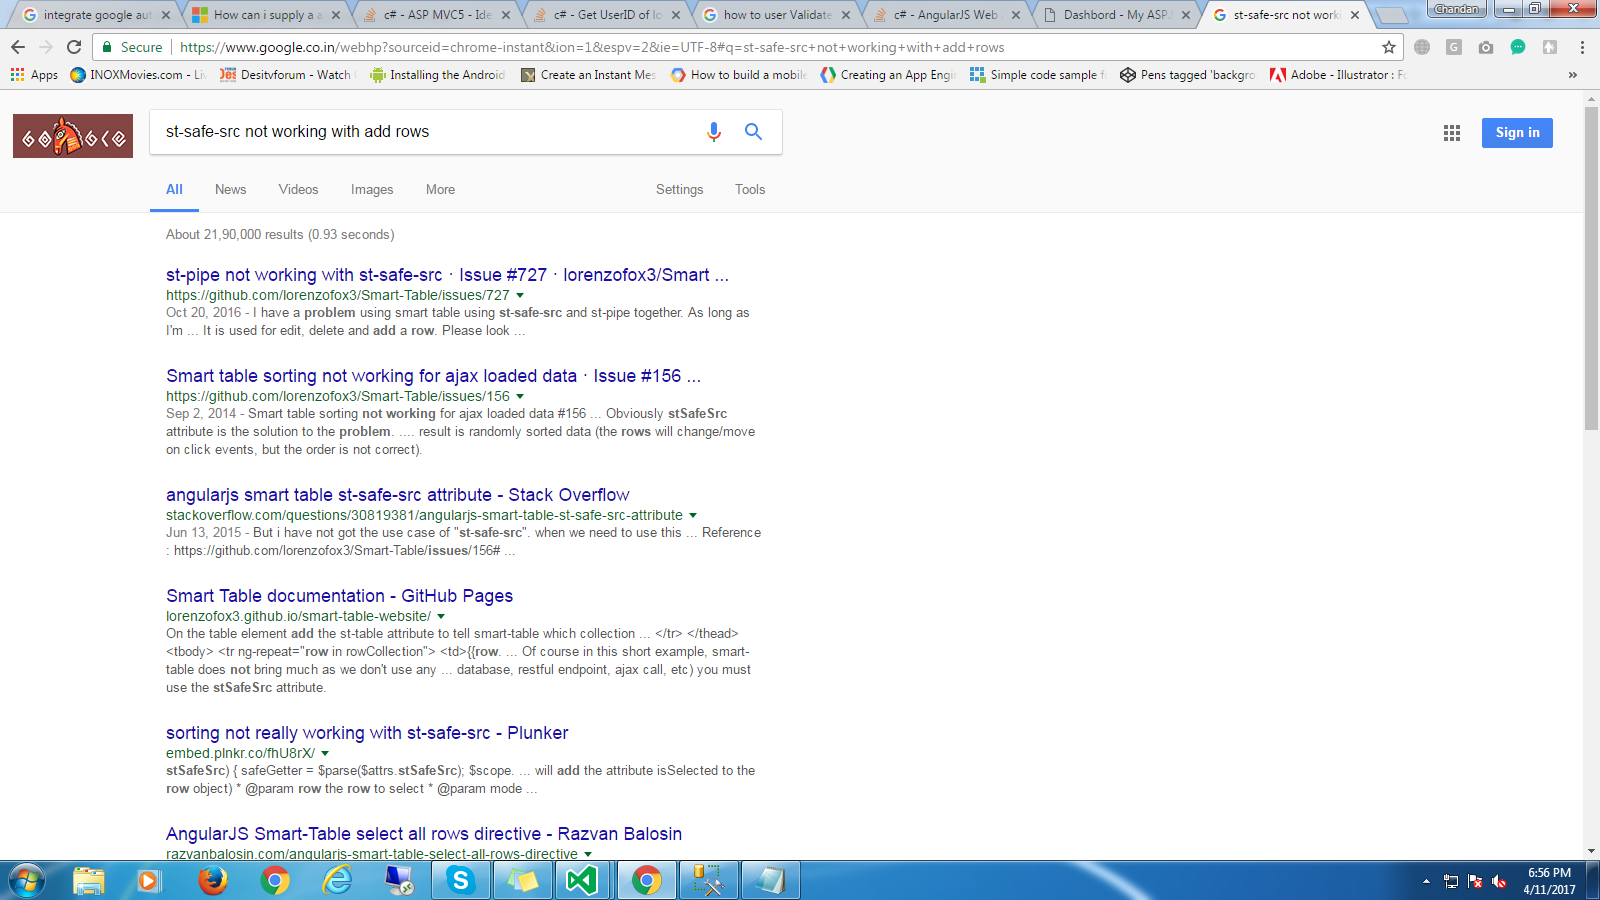 integrate google aut
How can i supply a a
c# - ASP MVC5 - Ide
c# - Get UserID of lo
how to user Validate
c# - AngularJS Web
Dashbord - My ASP.
st-safe-src not worki
Chandan
Secure
https://www.google.co.in/webhp?sourceid=chrome-instant&ion=1&espv=2&ie=UTF-8#q=st-safe-src+not+working+with+add+rows
Apps
INOXMovies.com - Liv
Desitvforum - Watch
Installing the Android
Create an Instant Mes
How to build a mobile
Creating an App Engi
Simple code sample f
Pens tagged 'backgro
Adobe - Illustrator : Fo
»
st-safe-src not working with add rows
Sign in
All News Videos Images More Settings Tools
About 21,90,000 results (0.93 seconds)
st-pipe not working with st-safe-src · Issue #727 · lorenzofox3/Smart ...
https://github.com/lorenzofox3/Smart-Table/issues/727
Oct 20, 2016 - I have a problem using smart table using st-safe-src and st-pipe together. As long as
I'm ... It is used for edit, delete and add a row. Please look ...
Smart table sorting not working for ajax loaded data · Issue #156 ...
https://github.com/lorenzofox3/Smart-Table/issues/156
Sep 2, 2014 - Smart table sorting not working for ajax loaded data #156 ... Obviously stSafeSrc
attribute is the solution to the problem. .... result is randomly sorted data (the rows will change/move
on click events, but the order is not correct).
angularjs smart table st-safe-src attribute - Stack Overflow
stackoverflow.com/questions/30819381/angularjs-smart-table-st-safe-src-attribute
Jun 13, 2015 - But i have not got the use case of "st-safe-src". when we need to use this ... Reference
: https://github.com/lorenzofox3/Smart-Table/issues/156# ...
Smart Table documentation - GitHub Pages
lorenzofox3.github.io/smart-table-website/
On the table element add the st-table attribute to tell smart-table which collection ... </tr> </thead>
<tbody> <tr ng-repeat="row in rowCollection"> <td>{{row. ... Of course in this short example, smart-
table does not bring much as we don't use any ... database, restful endpoint, ajax call, etc) you must
use the stSafeSrc attribute.
sorting not really working with st-safe-src - Plunker
embed.plnkr.co/fhU8rX/
stSafeSrc) { safeGetter = $parse($attrs.stSafeSrc); $scope. ... will add the attribute isSelected to the
row object) * @param row the row to select * @param mode ...
AngularJS Smart-Table select all rows directive - Razvan Balosin
razvanbalosin.com/angularjs-smart-table-select-all-rows-directive
6:56 PM
4/11/2017